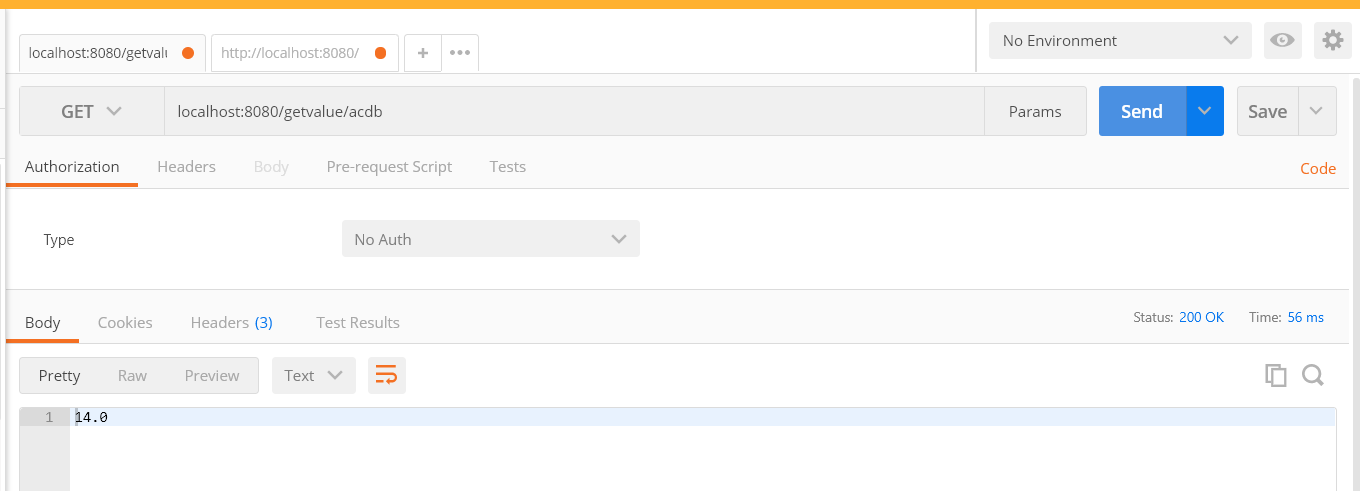 localhost:8080/getvalu
http://localhost:8080/
+
•••
No Environment
GET
localhost:8080/getvalue/acdb
Params
Send
Save
Authorization
Headers
Body
Pre-request Script
Tests
Code
Type
No Auth
Body
Cookies
Headers (3)
Test Results
Status: 200 OK
Time: 56 ms
Pretty
Raw
Preview
Text
1
14.0